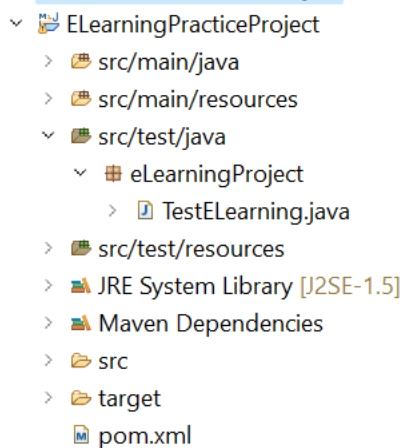 ELearningPracticeProject
src/main/java
src/main/resources
src/test/java
eLearningProject
TestELearning.java
src/test/resources
JRE System Library [J2SE-1.5]
Maven Dependencies
src
target
pom.xml